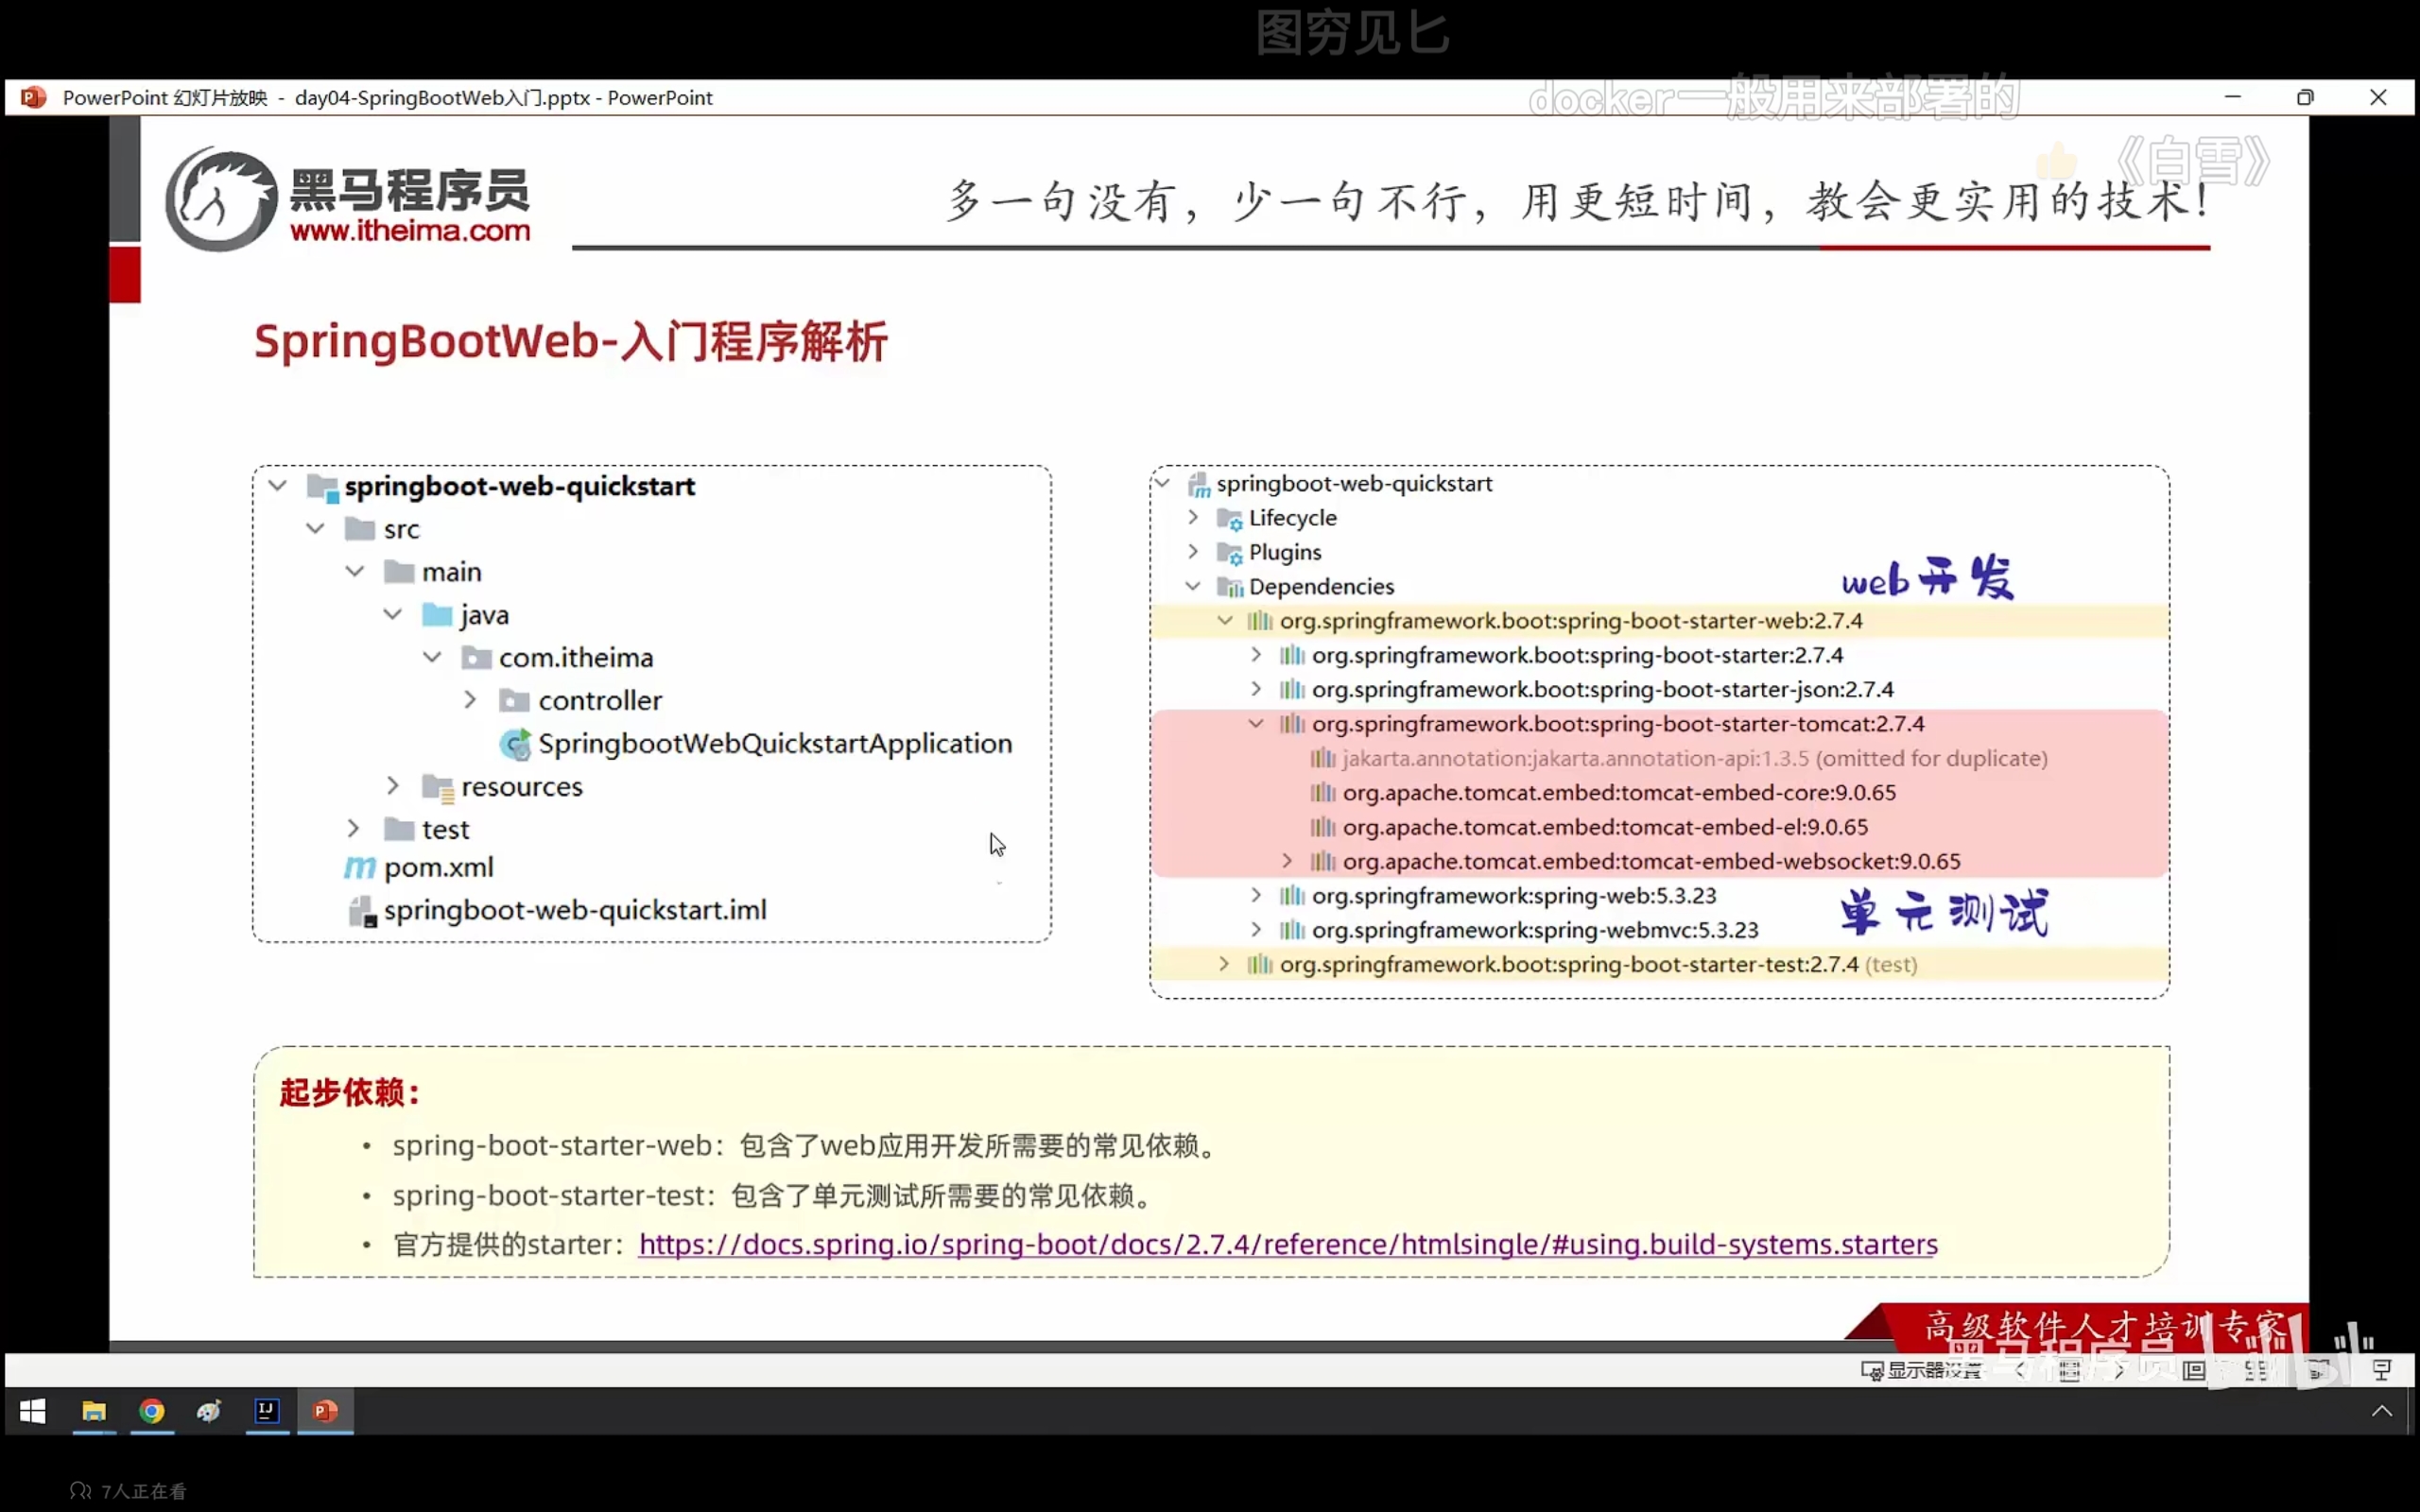 图穷见匕
PowerPoint 幻灯片放映 - day04-SpringBootWeb入门.pptx - PowerPoint
docker一般用来部署的
《白雪》
黑马程序员
www.itheima.com
多一句没有，少一句不行，用更短时间，教会更实用的技术！
SpringBootWeb-入门程序解析
springboot-web-quickstart
src
main
java
com.itheima
controller
SpringbootWebQuickstartApplication
resources
test
pom.xml
springboot-web-quickstart.iml
springboot-web-quickstart
Lifecycle
Plugins
Dependencies
web开发
org.springframework.boot:spring-boot-starter-web:2.7.4
org.springframework.boot:spring-boot-starter:2.7.4
org.springframework.boot:spring-boot-starter-json:2.7.4
org.springframework.boot:spring-boot-starter-tomcat:2.7.4
jakarta.annotation:jakarta.annotation-api:1.3.5 (omitted for duplicate)
org.apache.tomcat.embed:tomcat-embed-core:9.0.65
org.apache.tomcat.embed:tomcat-embed-el:9.0.65
org.apache.tomcat.embed:tomcat-embed-websocket:9.0.65
org.springframework:spring-web:5.3.23
单元测试
org.springframework:spring-webmvc:5.3.23
org.springframework.boot:spring-boot-starter-test:2.7.4 (test)
起步依赖：
• spring-boot-starter-web：包含了web应用开发所需要的常见依赖。
• spring-boot-starter-test：包含了单元测试所需要的常见依赖。
• 官方提供的starter：https://docs.spring.io/spring-boot/docs/2.7.4/reference/htmlsingle/#using.build-systems.starters
高级软件人才培训专家
黑马程序员 bilibili
显示器设置
7人正在看